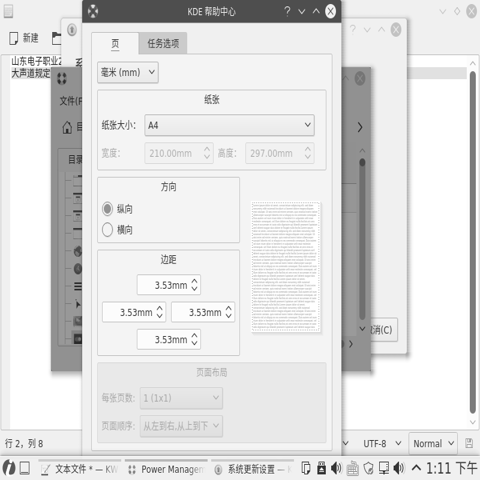 KDE 帮助中心
新建
山东电子职业
大声道规定
文件(F
目录
页
任务选项
毫米 (mm)
纸张
纸张大小：
A4
宽度：
210.00mm
高度：
297.00mm
方向
纵向
横向
边距
3.53mm
3.53mm
3.53mm
3.53mm
页面布局
每张页数：
1 (1x1)
页面顺序：
从左到右,从上到下
消(C)
行 2, 列 8
UTF-8
Normal
文本文件 * — KW
Power Managem
系统更新设置 —
1:11 下午